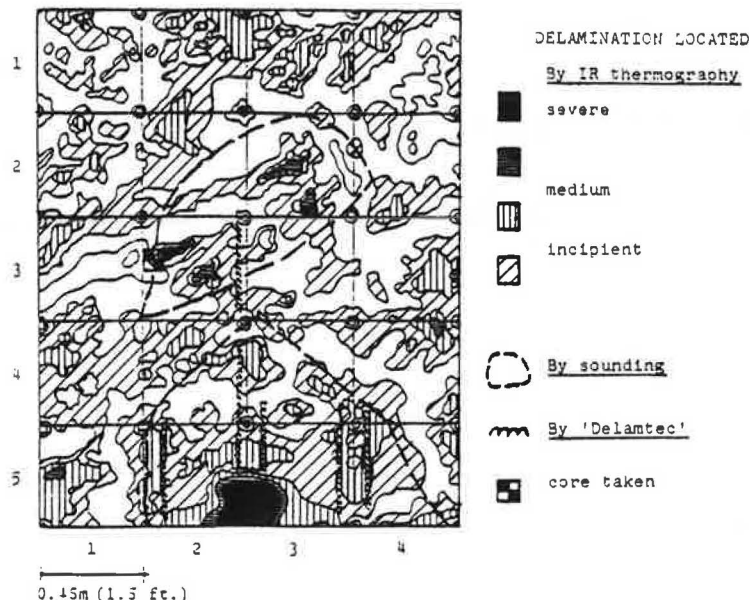 DELAMINATION LOCATED
By IR thermography
severe
medium
incipient
By sounding
By 'Delamtec'
core taken
1
2
3
4
5
1 2 3 4
0.45m (1.5 ft.)